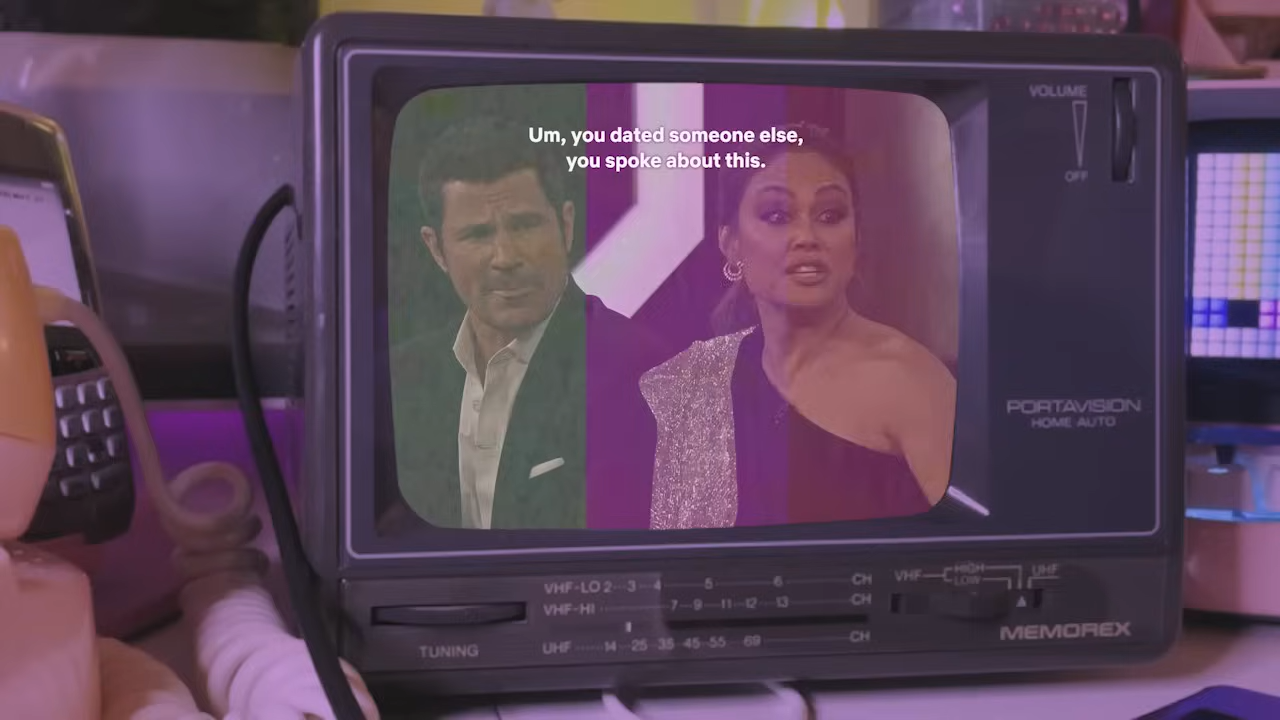 Um, you dated someone else,
you spoke about this.
VOLUME
OFF
PORTAVISION
HOME AUTO
VHF-LO 2 3 4 5 6 CH
VHF-HI 7 9 11 12 13 CH
UHF 14 25 35 45 55 69 CH
TUNING
VHF HIGH UHF
LOW
MEMOREX